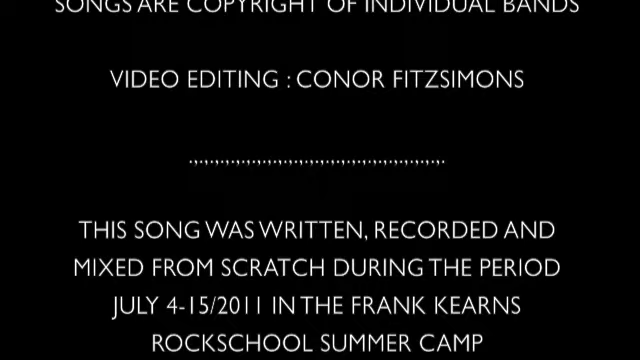 SONGS ARE COPYRIGHT OF INDIVIDUAL BANDS
VIDEO EDITING : CONOR FITZSIMONS
.,.,.,.,.,.,.,.,.,.,.,.,.,.,.,.,.,.,.,.,.,.,.
THIS SONG WAS WRITTEN, RECORDED AND
MIXED FROM SCRATCH DURING THE PERIOD
JULY 4-15/2011 IN THE FRANK KEARNS
ROCKSCHOOL SUMMER CAMP